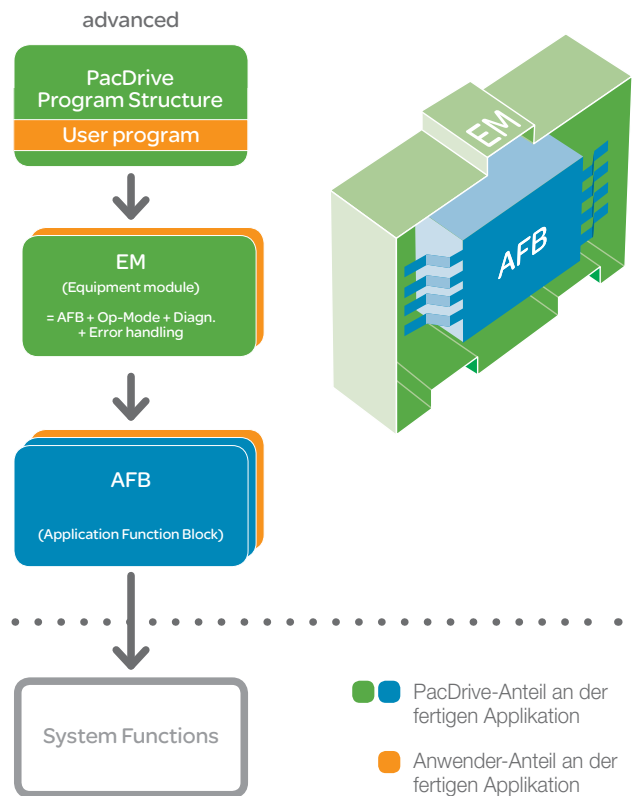 advanced
PacDrive
Program Structure
User program
EM
(Equipment module)
= AFB + Op-Mode + Diagn.
+ Error handling
AFB
(Application Function Block)
System Functions
EM
AFB
PacDrive-Anteil an der
fertigen Applikation
Anwender-Anteil an der
fertigen Applikation